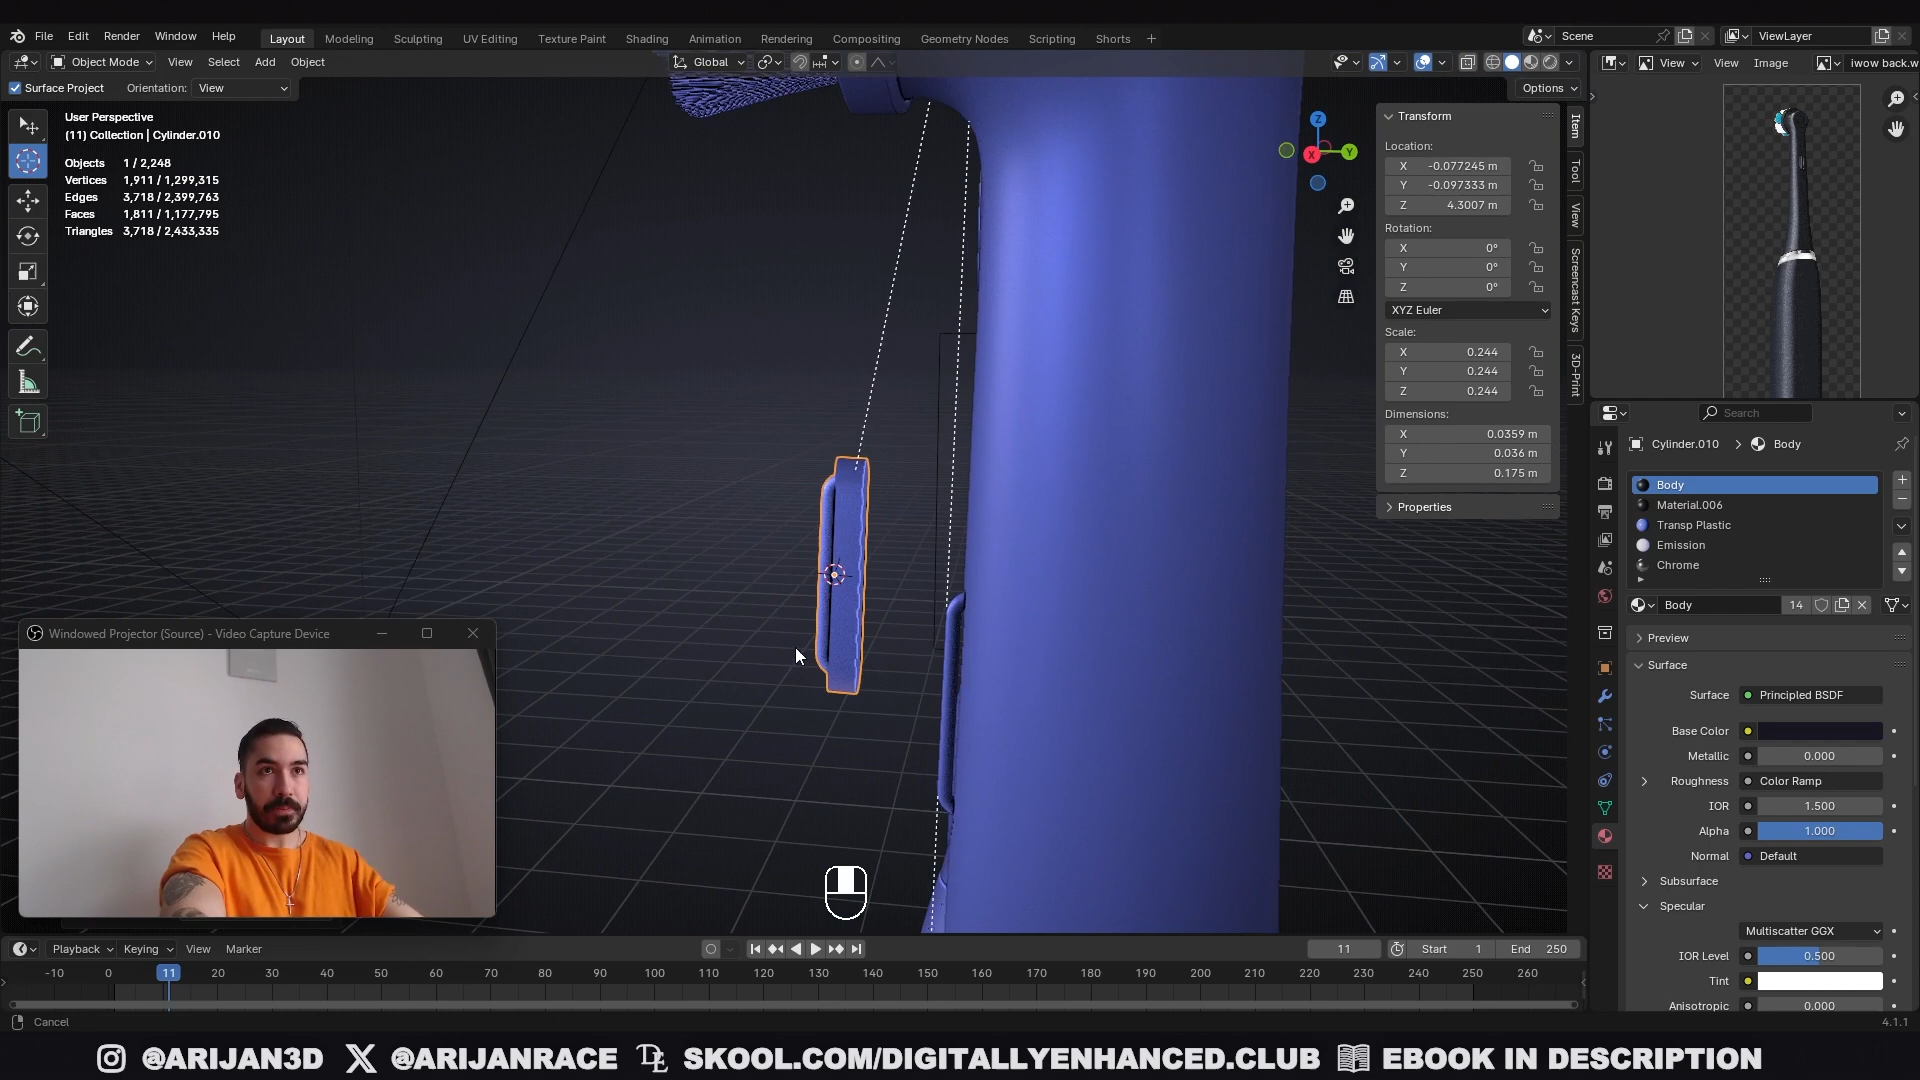 File Edit Render Window Help Layout Modeling Sculpting UV Editing Texture Paint Shading Animation Rendering Compositing Geometry Nodes Scripting Shorts + Scene ViewLayer
Object Mode View Select Add Object Global View View Image iwow back.w
Surface Project Orientation: View Options
User Perspective
(11) Collection | Cylinder.010
Objects 1 / 2,248
Vertices 1,911 / 1,299,315
Edges 3,718 / 2,399,763
Faces 1,811 / 1,177,795
Triangles 3,718 / 2,433,335
Z
Y
X
Transform
Location:
X -0.077245 m
Y -0.097333 m
Z 4.3007 m
Rotation:
X 0°
Y 0°
Z 0°
XYZ Euler
Scale:
X 0.244
Y 0.244
Z 0.244
Dimensions:
X 0.0359 m
Y 0.036 m
Z 0.175 m
Properties
Item
Tool
View
Screencast Keys
3D-Print
Search
Cylinder.010 > Body
Body
Material.006
Transp Plastic
Emission
Chrome
Body 14
Preview
Surface
Surface Principled BSDF
Base Color
Metallic 0.000
Roughness Color Ramp
IOR 1.500
Alpha 1.000
Normal Default
Subsurface
Specular
Multiscatter GGX
IOR Level 0.500
Tint
Anisotropic 0.000
Windowed Projector (Source) - Video Capture Device
Playback Keying View Marker 11 Start 1 End 250
-10 0 11 20 30 40 50 60 70 80 90 100 110 120 130 140 150 160 170 180 190 200 210 220 230 240 250 260
Cancel 4.1.1
@ARIJAN3D @ARIJANRACE SKOOL.COM/DIGITALLYENHANCED.CLUB EBOOK IN DESCRIPTION